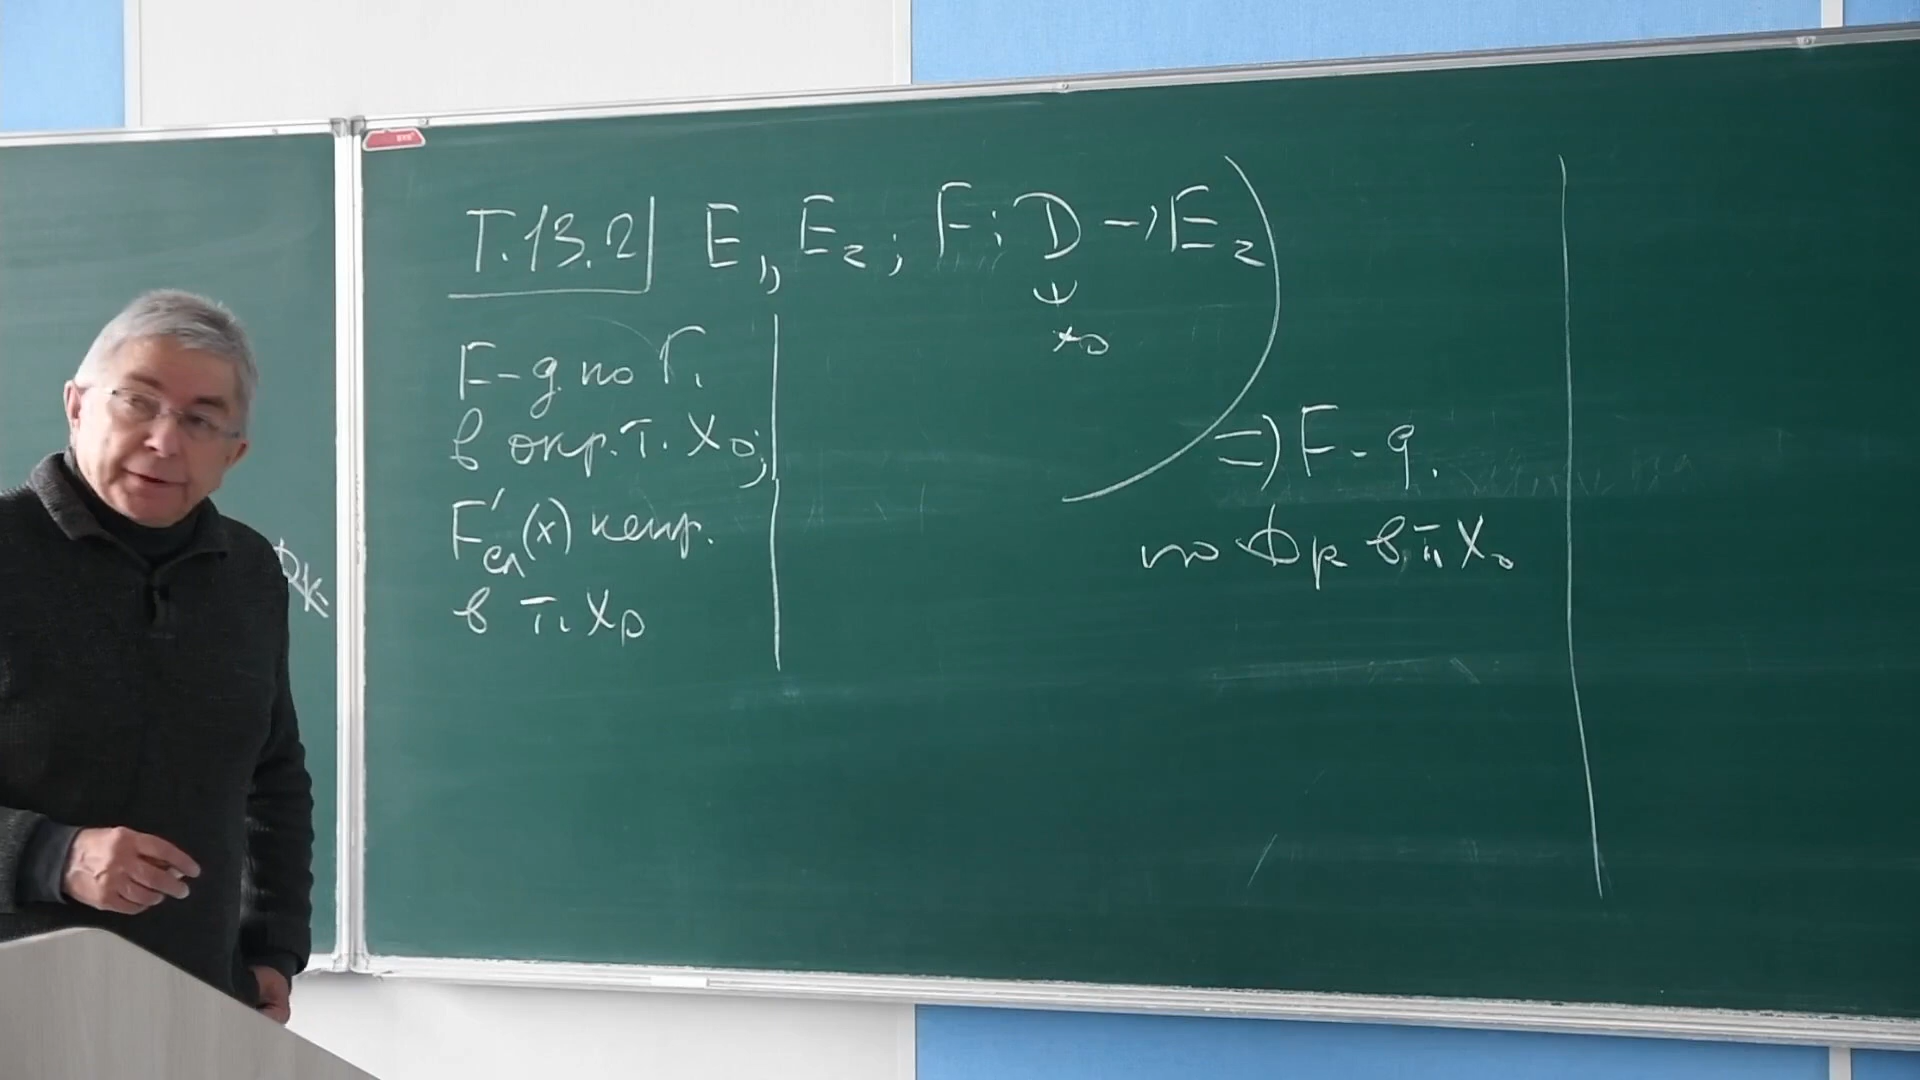 Т.13.2 E₁, E₂; F: D → E₂
x₀
F-д. по Г.
в окр. т. x₀;
F'сл(x) непр.
в т. x₀
⇒ F-д.
по Фр в т. x₀